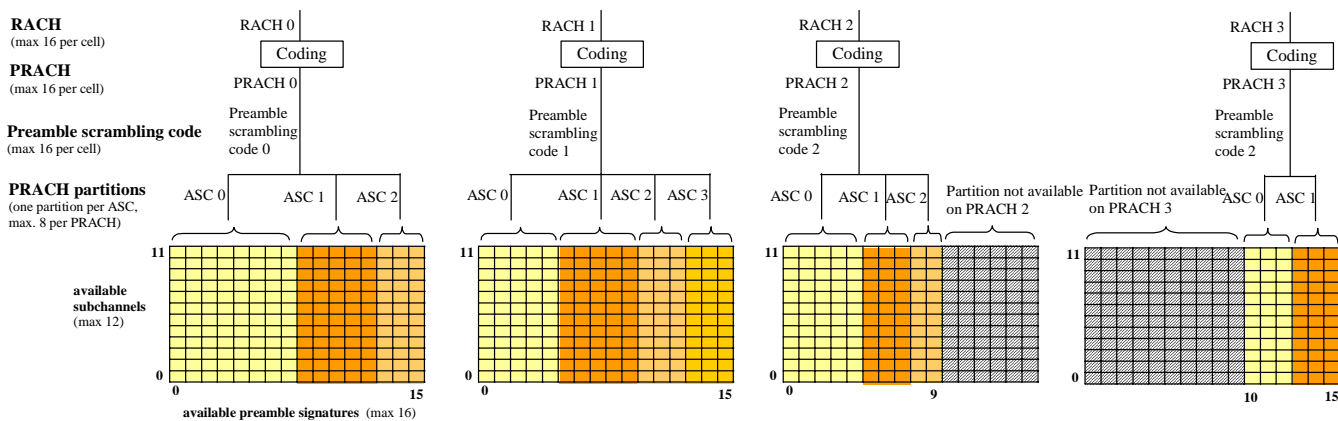 RACH
(max 16 per cell)
PRACH
(max 16 per cell)
Preamble scrambling code
(max 16 per cell)
PRACH partitions
(one partition per ASC,
max. 8 per PRACH)
RACH 0
Coding
PRACH 0
Preamble
scrambling
code 0
ASC 0
ASC 1
ASC 2
11
available
subchannels
(max 12)
0
0
15
available preamble signatures (max 16)
RACH 1
Coding
PRACH 1
Preamble
scrambling
code 1
ASC 0
ASC 1
ASC 2
ASC 3
11
0
0
15
RACH 2
Coding
PRACH 2
Preamble
scrambling
code 2
ASC 0
ASC 1
ASC 2
Partition not available
on PRACH 2
11
0
0
9
RACH 3
Coding
PRACH 3
Preamble
scrambling
code 2
Partition not available
on PRACH 3
ASC 0
ASC 1
11
0
10
15